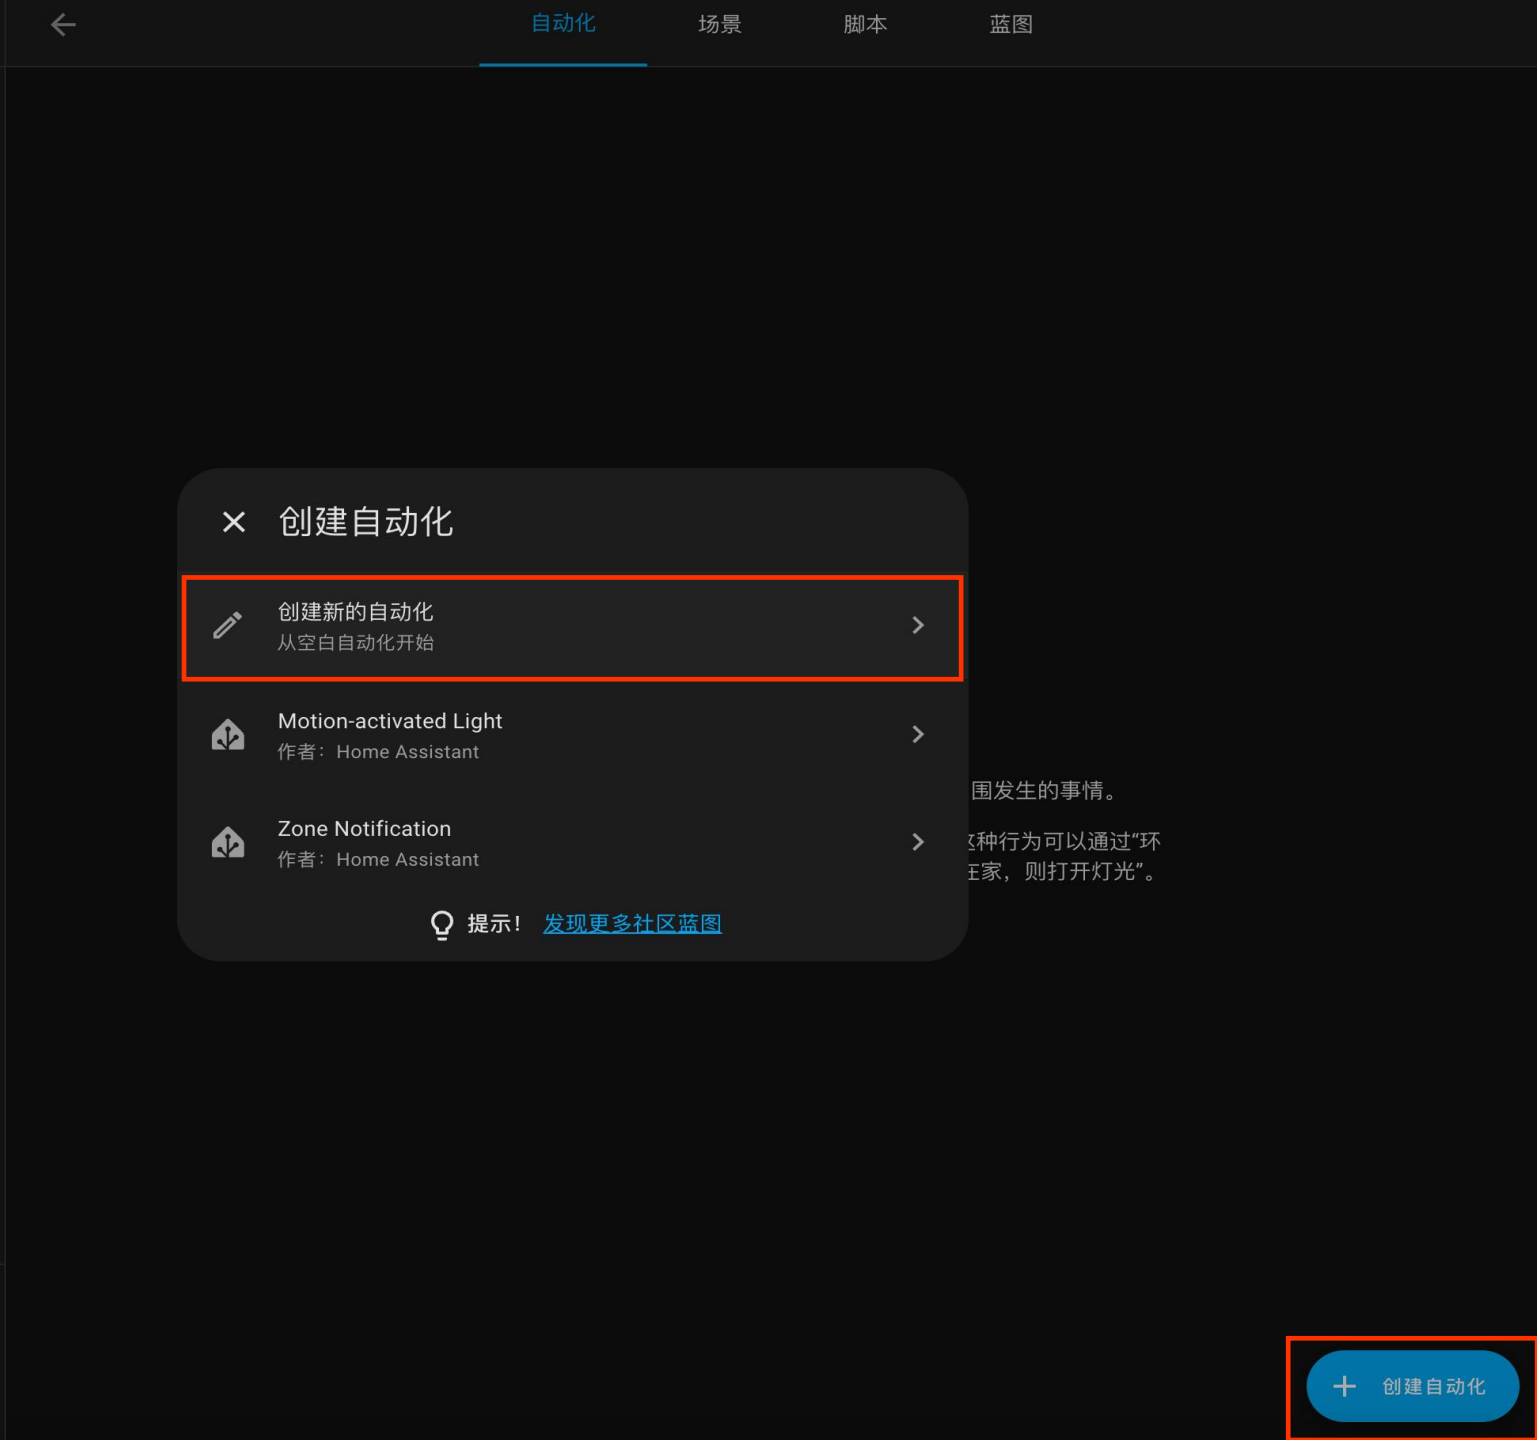 自动化 场景 脚本 蓝图
创建自动化
创建新的自动化
从空白自动化开始
Motion-activated Light
作者：Home Assistant
围发生的事情。
Zone Notification
种行为可以通过“环
作者：Home Assistant
家，则打开灯光”。
提示！ 发现更多社区蓝图
创建自动化